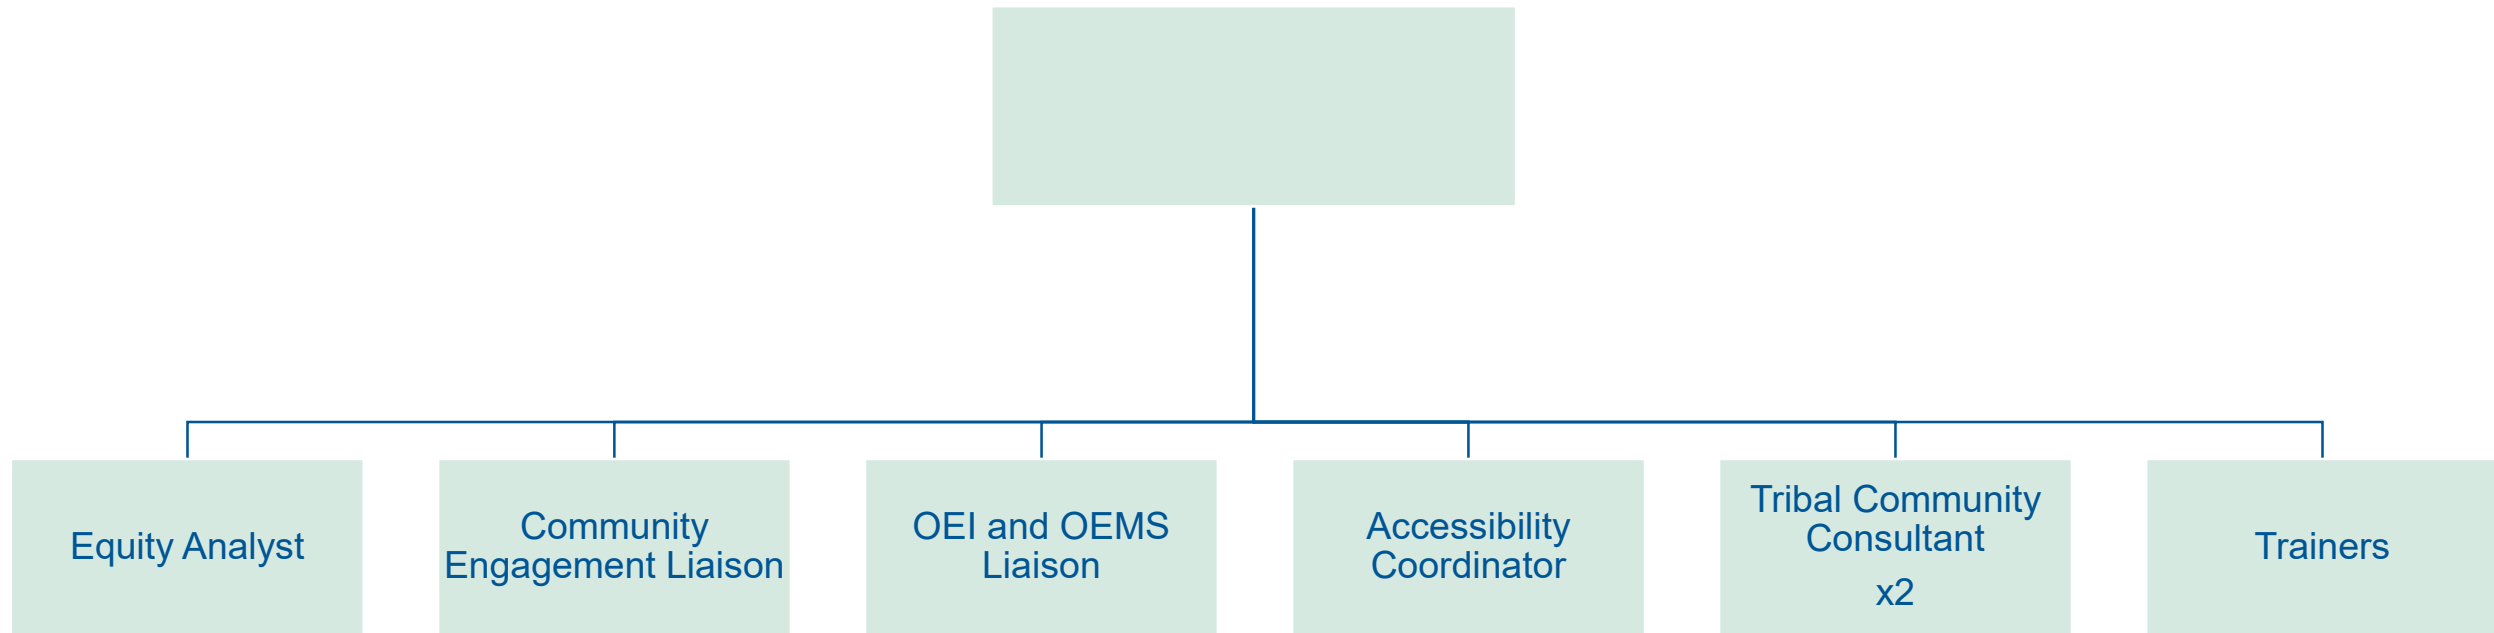 Equity Analyst
Community
Engagement Liaison
OEI and OEMS
Liaison
Accessibility
Coordinator
Tribal Community
Consultant
x2
Trainers